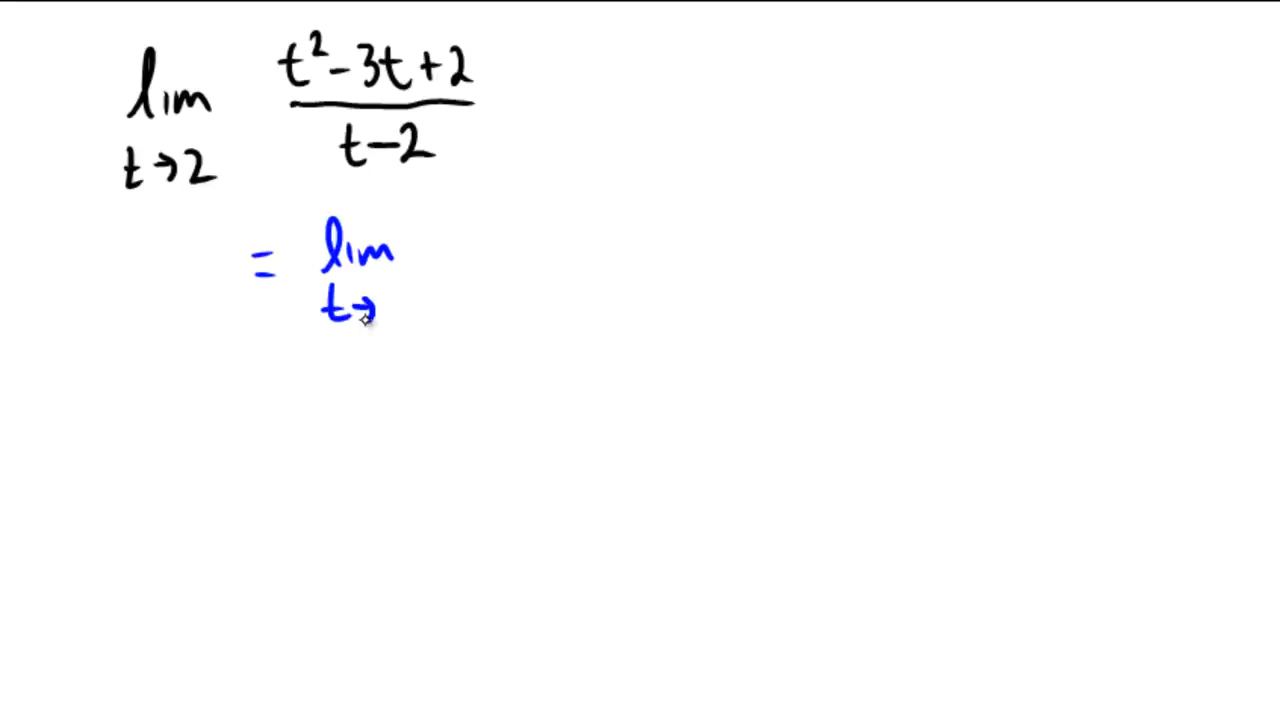 lim t²-3t+2
t→2 t-2
= lim
t→